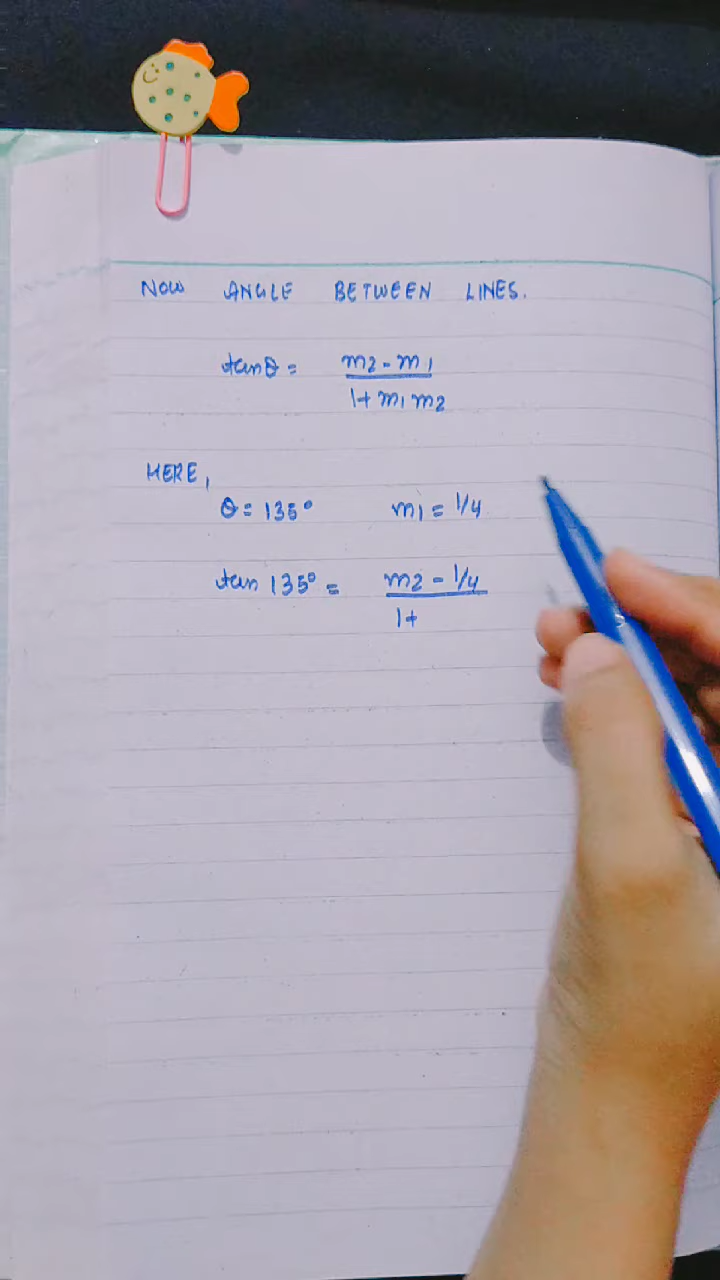 NOW ANGLE BETWEEN LINES.
tanθ = m2 - m1
1 + m1 m2
HERE,
θ = 135° m1 = 1/4
tan 135° = m2 - 1/4
1+